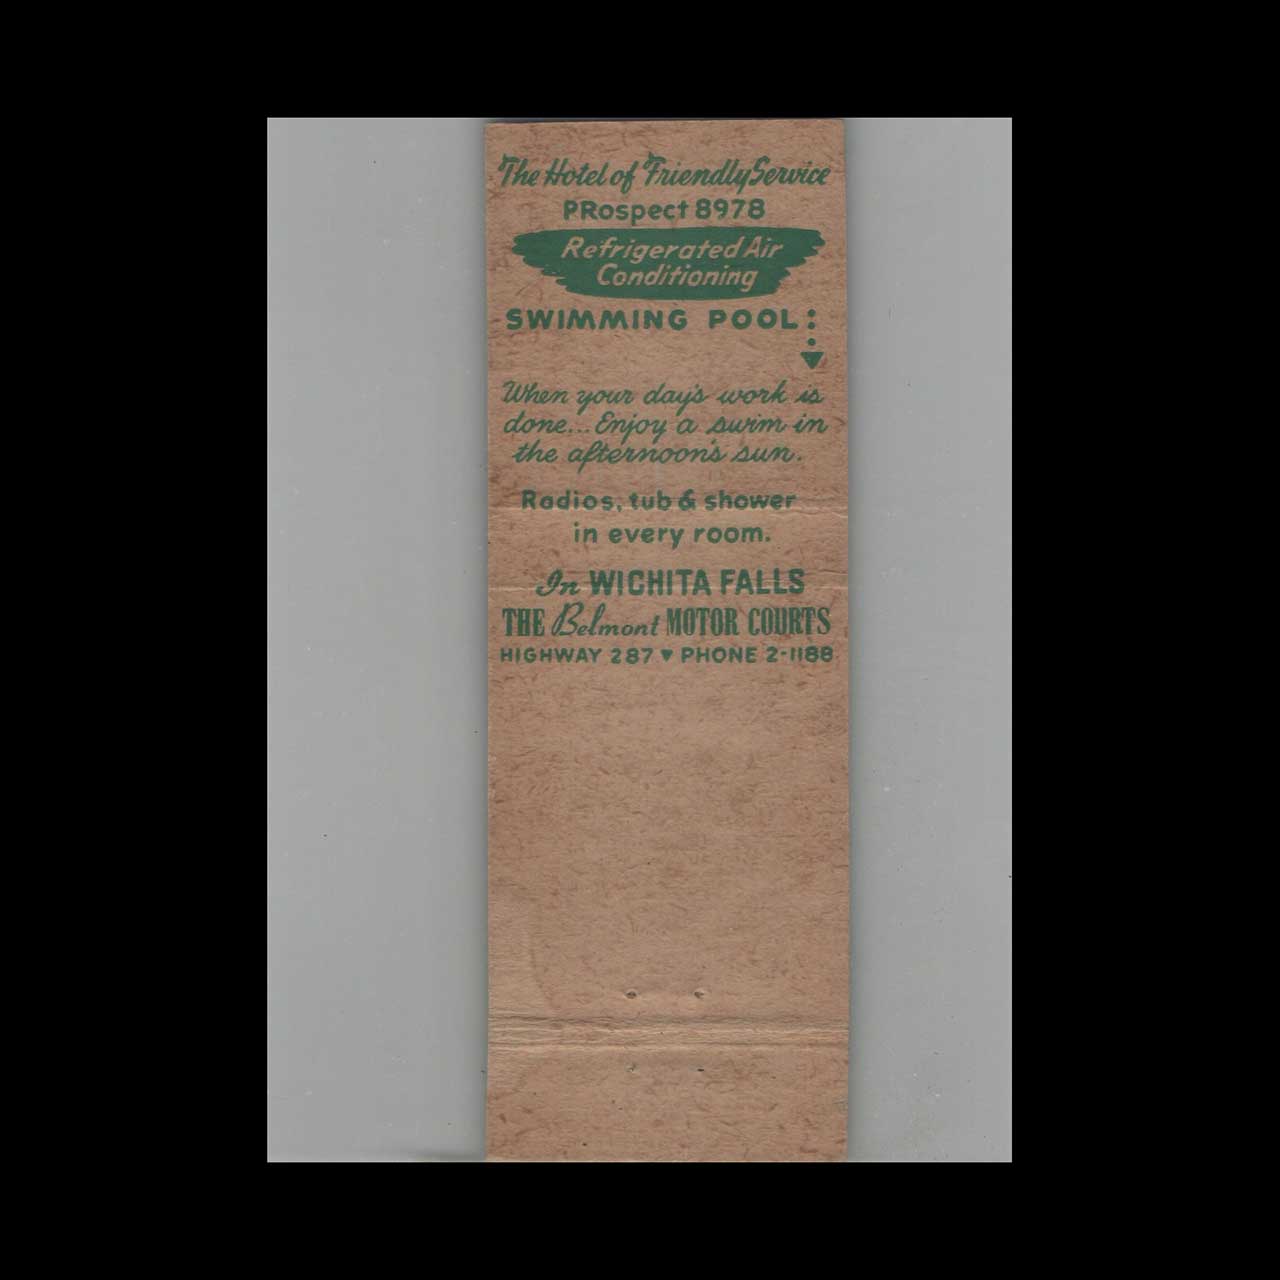 The Hotel of Friendly Service
PRospect 8978
Refrigerated Air
Conditioning
SWIMMING POOL:
When your day's work is
done... Enjoy a swim in
the afternoon's sun.
Radios, tub & shower
in every room.
In WICHITA FALLS
THE Belmont MOTOR COURTS
HIGHWAY 287 ▾ PHONE 2-1188